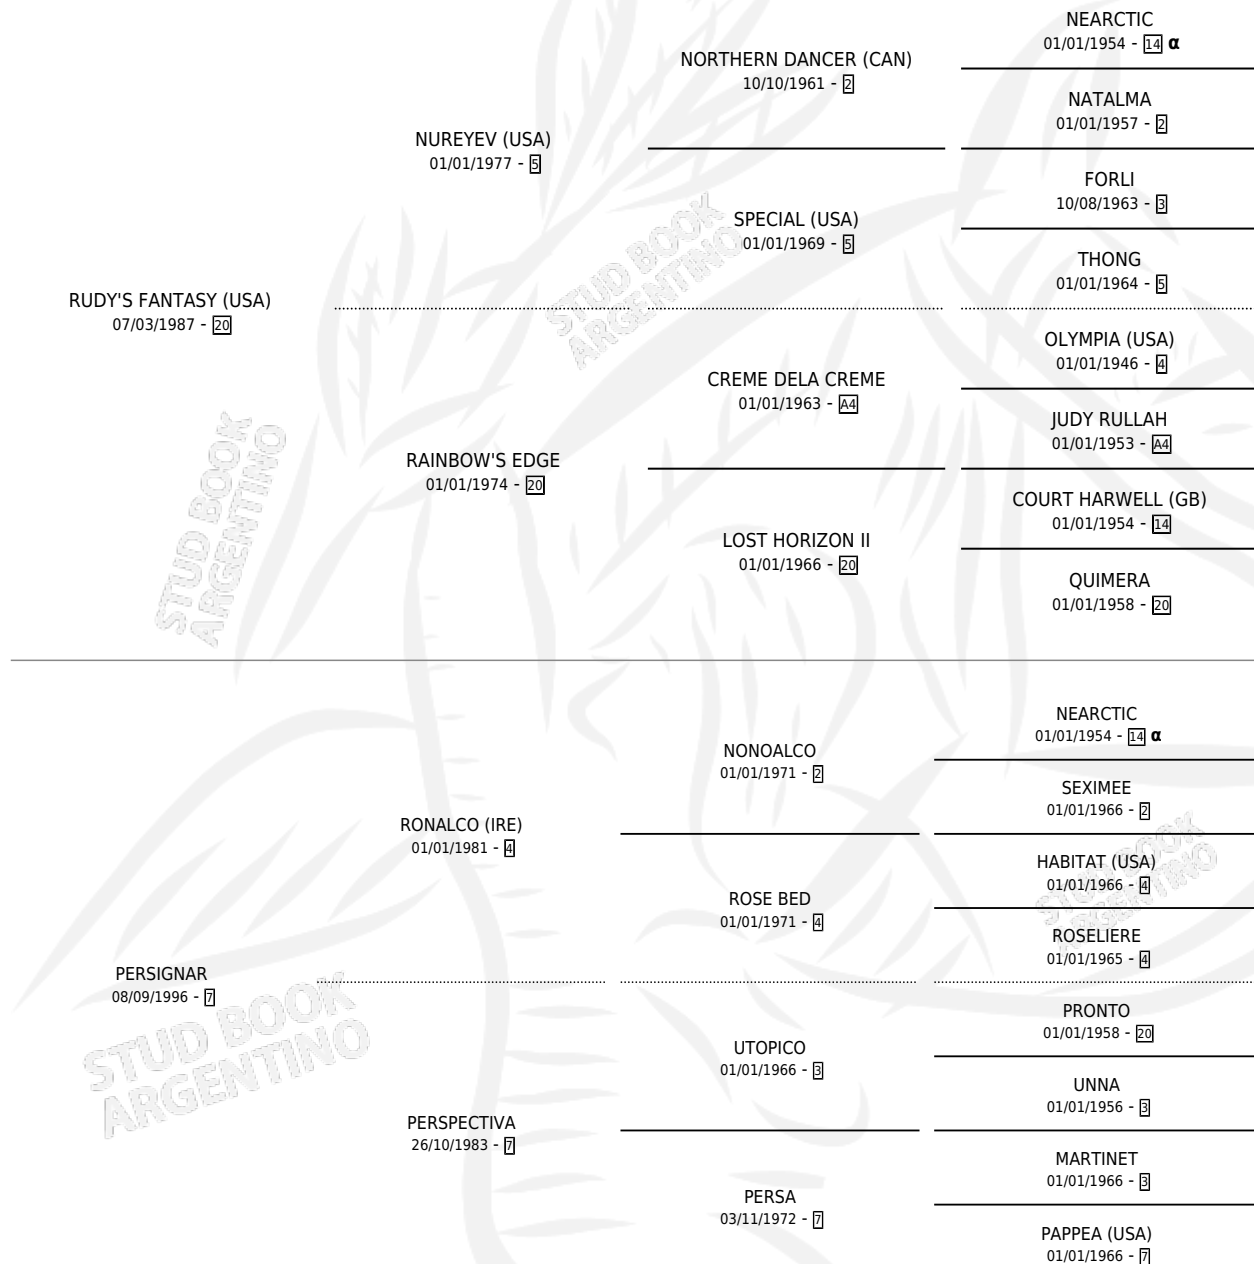 NEARCTIC
01/01/1954 - 14 α
NORTHERN DANCER (CAN)
10/10/1961 - 2
NATALMA
01/01/1957 - 2
NUREYEV (USA)
01/01/1977 - 5
FORLI
10/08/1963 - 3
SPECIAL (USA)
01/01/1969 - 5
THONG
01/01/1964 - 5
RUDY'S FANTASY (USA)
07/03/1987 - 20
OLYMPIA (USA)
01/01/1946 - 4
CREME DELA CREME
01/01/1963 - A4
JUDY RULLAH
01/01/1953 - A4
RAINBOW'S EDGE
01/01/1974 - 20
COURT HARWELL (GB)
01/01/1954 - 14
LOST HORIZON II
01/01/1966 - 20
QUIMERA
01/01/1958 - 20
STUD BOOK
ARGENTINO
STUD BOOK
ARGENTINO
NEARCTIC
01/01/1954 - 14 α
NONOALCO
01/01/1971 - 2
SEXIMEE
01/01/1966 - 2
RONALCO (IRE)
01/01/1981 - 4
HABITAT (USA)
01/01/1966 - 4
ROSE BED
01/01/1971 - 4
ROSELIERE
01/01/1965 - 4
PERSIGNAR
08/09/1996 - 7
PRONTO
01/01/1958 - 20
UTOPICO
01/01/1966 - 3
UNNA
01/01/1956 - 3
PERSPECTIVA
26/10/1983 - 7
MARTINET
01/01/1966 - 3
PERSA
03/11/1972 - 7
PAPPEA (USA)
01/01/1966 - 7
STUD BOOK
ARGENTINO
STUD BOOK
ARGENTINO